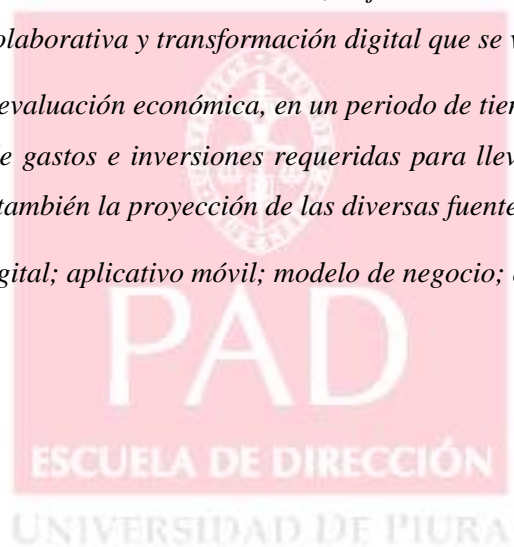 olaborativa y transformación digital que se v
evaluación económica, en un periodo de tien
e gastos e inversiones requeridas para llev
también la proyección de las diversas fuente
gital; aplicativo móvil; modelo de negocio;
PAD
ESCUELA DE DIRECCIÓN
UNIVERSIDAD DE PIURA